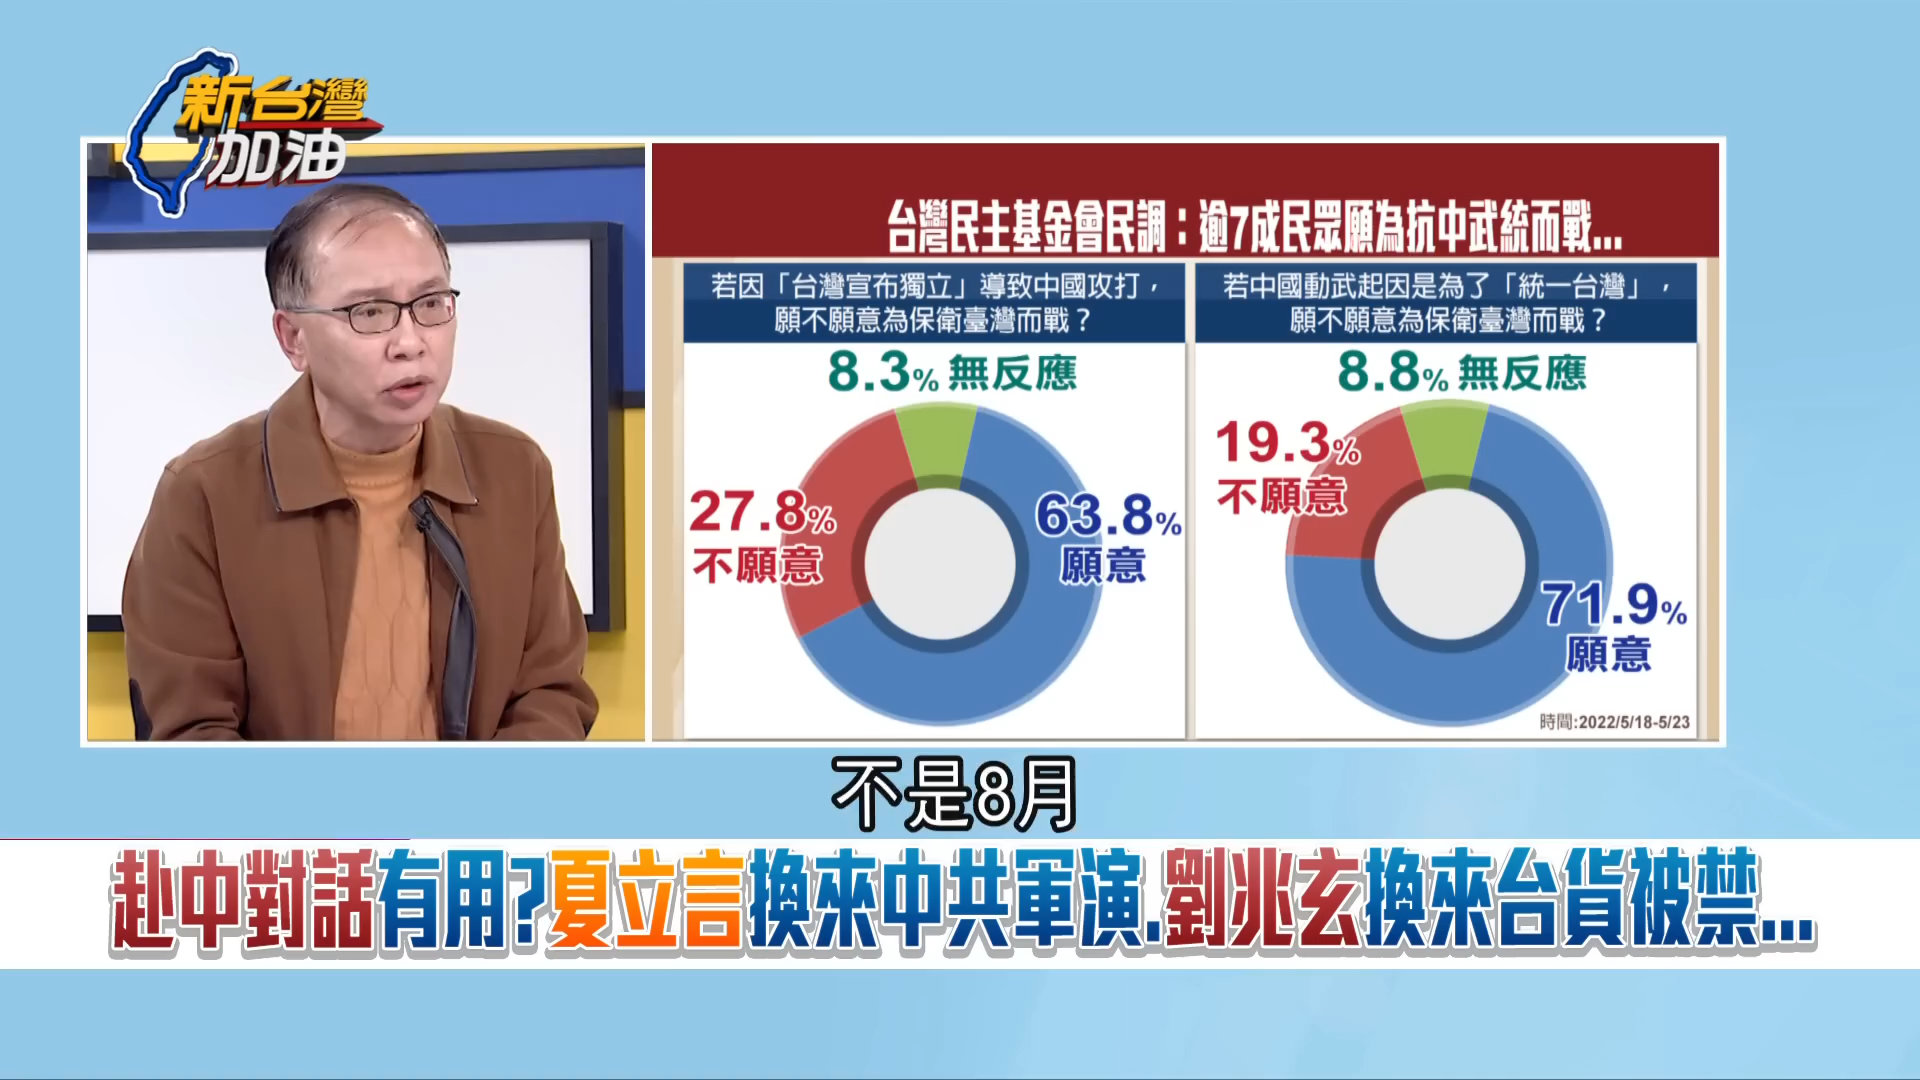 新台灣
加油
台灣民主基金會民調：逾7成民眾願為抗中武統而戰...
若因「台灣宣布獨立」導致中國攻打，
願不願意為保衛臺灣而戰？
8.3% 無反應
27.8%
不願意
63.8%
願意
若中國動武起因是為了「統一台灣」，
願不願意為保衛臺灣而戰？
8.8% 無反應
19.3%
不願意
71.9%
願意
時間:2022/5/18-5/23
不是8月
赴中對話有用?夏立言換來中共軍演.劉兆玄換來台貨被禁...